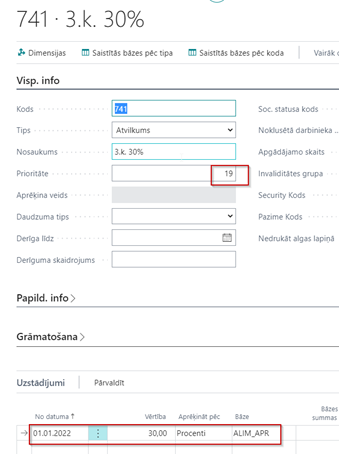 741 · 3.k. 30%
Dimensijas Saistītās bāzes pēc tipa Saistītās bāzes pēc koda Vairāk
Visp. info
Kods 741 Soc. statusa kods
Tips Atvilkums Noklusētā darbinieka ..
Nosaukums 3.k. 30% Apgādājamo skaits
Prioritāte 19 Invaliditātes grupa
Aprēķina veids Security Kods
Daudzuma tips Pazīme Kods
Derīga līdz Nedrukāt algas lapiņā
Derīguma skaidrojums
Papild. info
Grāmatošana
Uzstādījumi Pārvaldīt
No datuma ↑ Vērtība Aprēķināt pēc Bāze Bāzes summas
01.01.2022 30,00 Procenti ALIM_APR